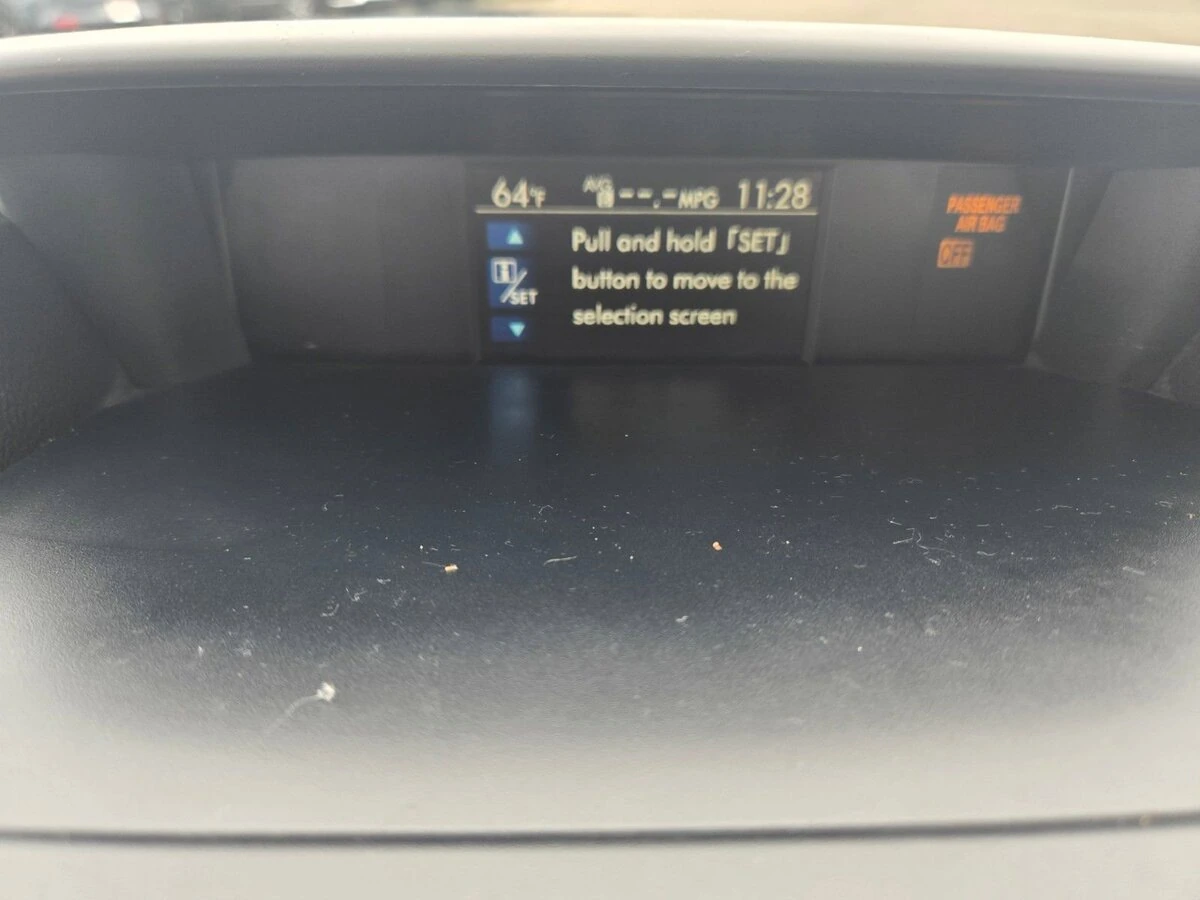 64°F AVG --.- MPG 11:28
Pull and hold「SET」
button to move to the
/SET
selection screen
PASSENGER
AIR BAG
OFF